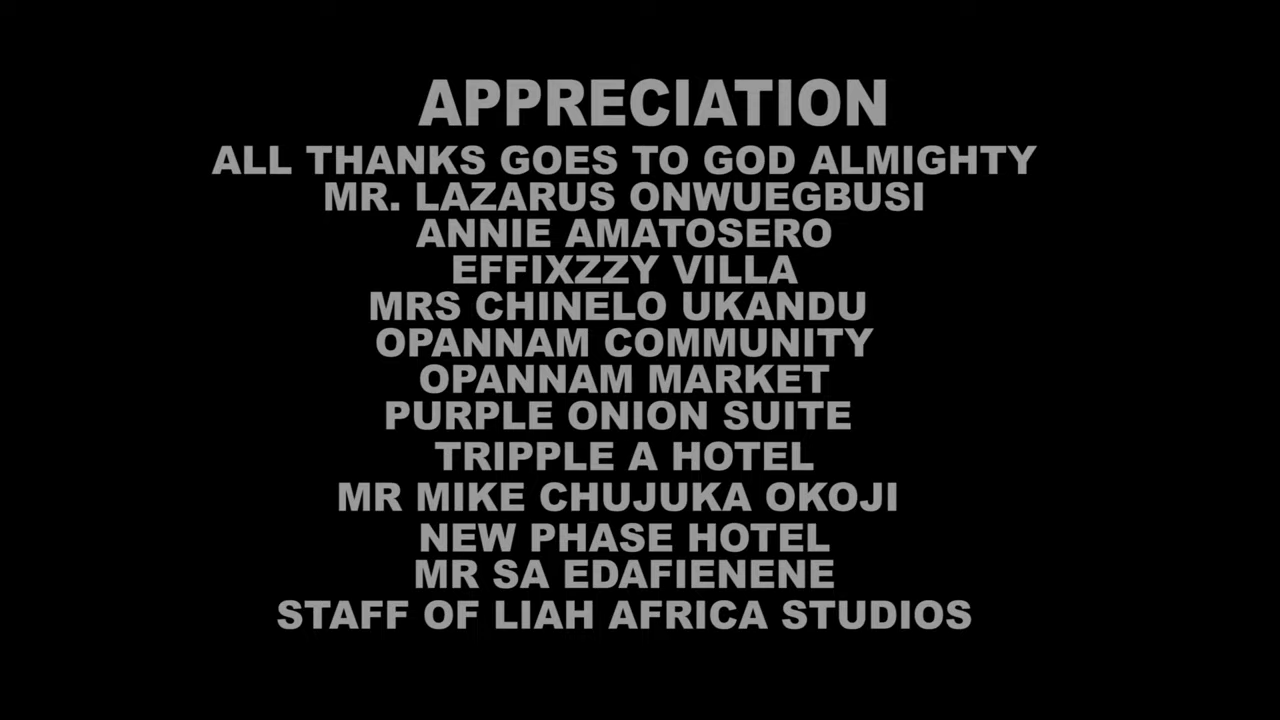 APPRECIATION
ALL THANKS GOES TO GOD ALMIGHTY
MR. LAZARUS ONWUEGBUSI
ANNIE AMATOSERO
EFFIXZZY VILLA
MRS CHINELO UKANDU
OPANNAM COMMUNITY
OPANNAM MARKET
PURPLE ONION SUITE
TRIPPLE A HOTEL
MR MIKE CHUJUKA OKOJI
NEW PHASE HOTEL
MR SA EDAFIENENE
STAFF OF LIAH AFRICA STUDIOS